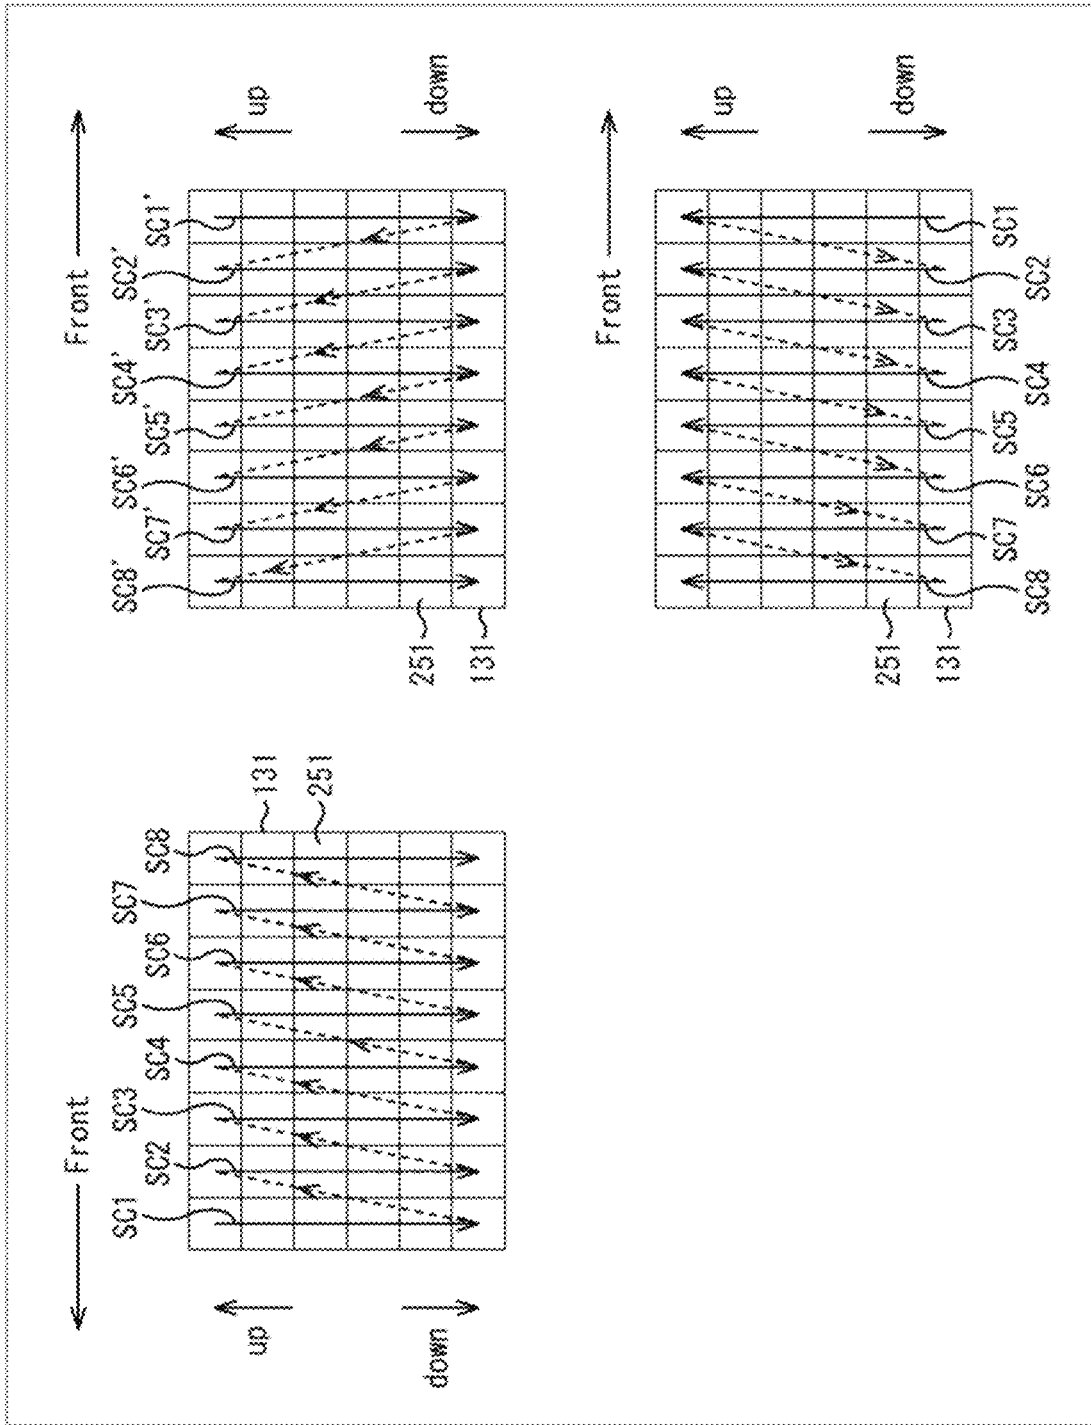 Front
up
down
SC1
SC2
SC3
SC4
SC5
SC6
SC7
SC8
131
251
Front
up
down
SC1'
SC2'
SC3'
SC4'
SC5'
SC6'
SC7'
SC8'
251
131
Front
up
down
251
131
SC1
SC2
SC3
SC4
SC5
SC6
SC7
SC8